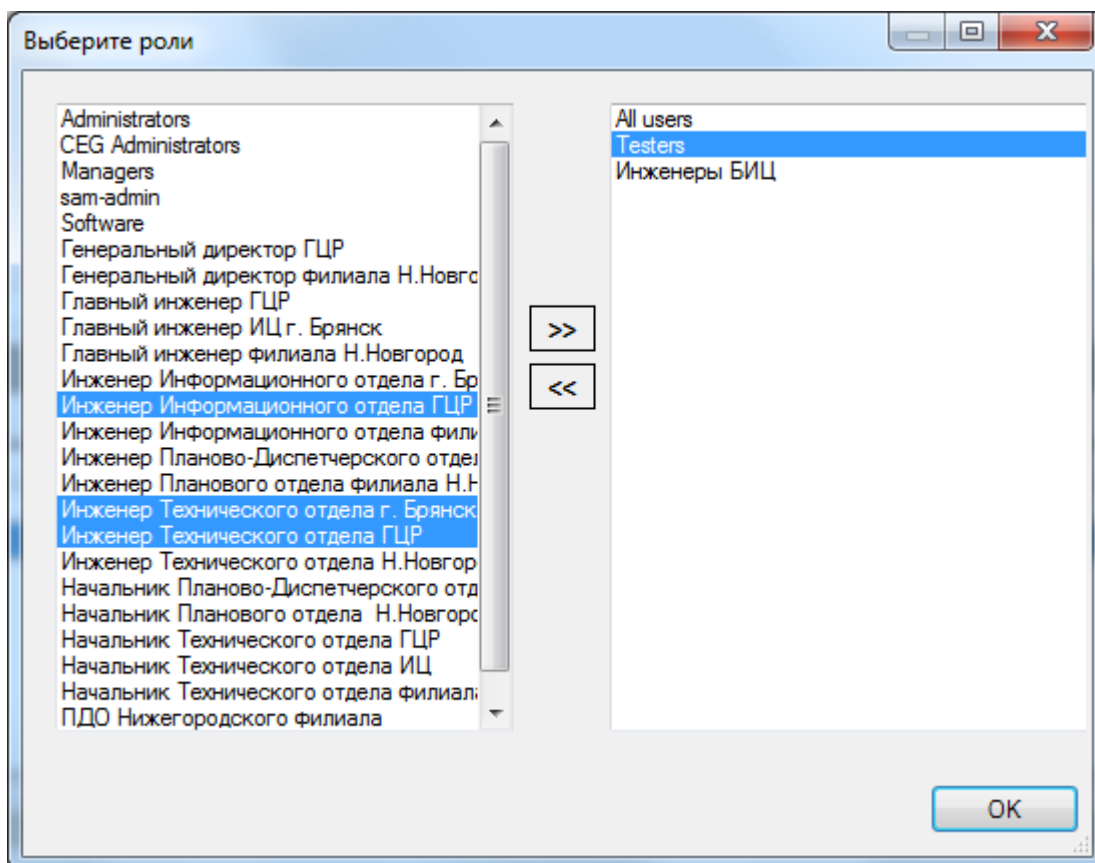 Выберите роли
Administrators
CEG Administrators
Managers
sam-admin
Software
Генеральный директор ГЦР
Генеральный директор филиала Н.Новго
Главный инженер ГЦР
Главный инженер ИЦ г. Брянск
Главный инженер филиала Н.Новгород
Инженер Информационного отдела г. Бр
Инженер Информационного отдела ГЦР
Инженер Информационного отдела фили
Инженер Планово-Диспетчерского отдел
Инженер Планового отдела филиала Н.Н
Инженер Технического отдела г. Брянск
Инженер Технического отдела ГЦР
Инженер Технического отдела Н.Новгор
Начальник Планово-Диспетчерского отд
Начальник Планового отдела  Н.Новгоро
Начальник Технического отдела ГЦР
Начальник Технического отдела ИЦ
Начальник Технического отдела филиала
ПДО Нижегородского филиала
>>
<<
All users
Testers
Инженеры БИЦ
OK